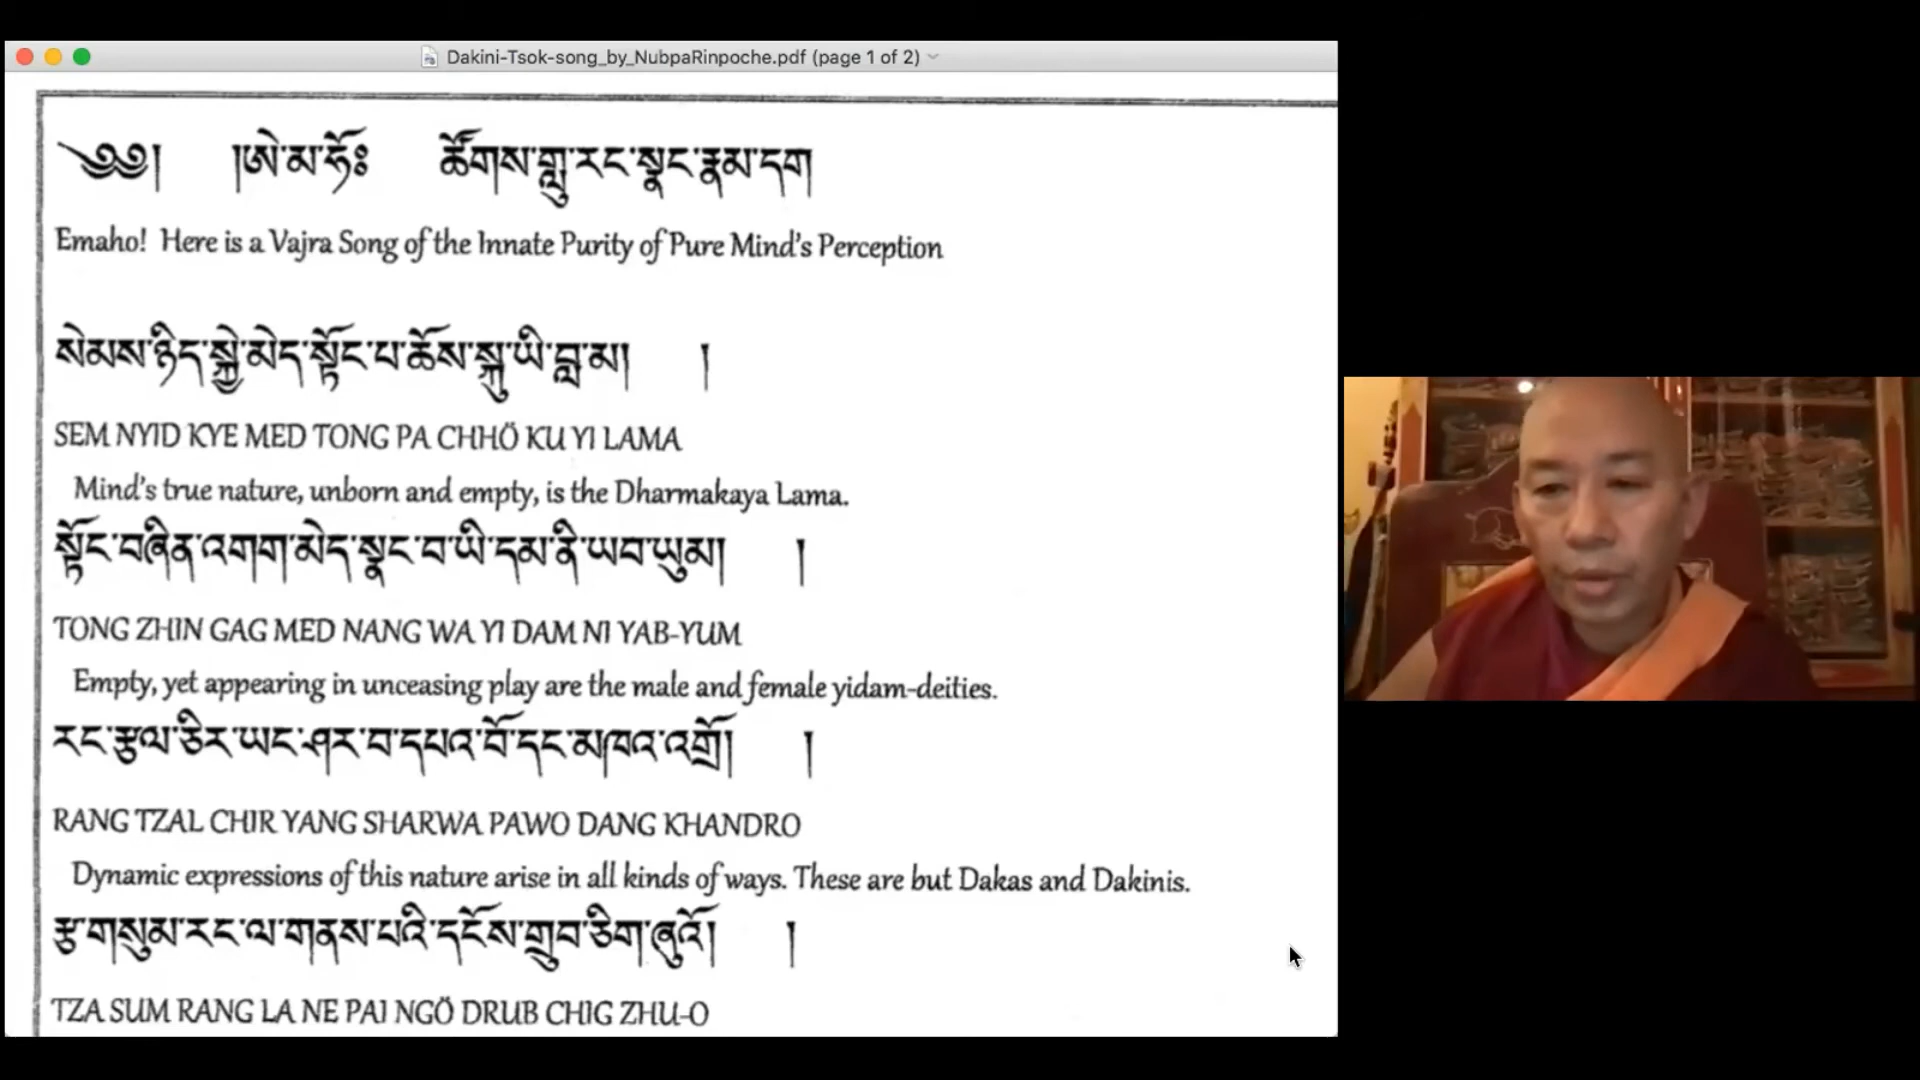 Dakini-Tsok-song_by_NubpaRinpoche.pdf (page 1 of 2)
༄༅། །ཨེ་མ་ཧོཿ ཚོགས་གླུ་རང་སྣང་རྣམ་དག
Emaho! Here is a Vajra Song of the Innate Purity of Pure Mind's Perception
སེམས་ཉིད་སྐྱེ་མེད་སྟོང་པ་ཆོས་སྐུ་ཡི་བླ་མ། །
SEM NYID KYE MED TONG PA CHHÖ KU YI LAMA
Mind's true nature, unborn and empty, is the Dharmakaya Lama.
སྟོང་བཞིན་འགག་མེད་སྣང་བ་ཡི་དམ་ནི་ཡབ་ཡུམ། །
TONG ZHIN GAG MED NANG WA YI DAM NI YAB-YUM
Empty, yet appearing in unceasing play are the male and female yidam-deities.
རང་རྩལ་ཅིར་ཡང་ཤར་བ་དཔའ་བོ་དང་མཁའ་འགྲོ། །
RANG TZAL CHIR YANG SHARWA PAWO DANG KHANDRO
Dynamic expressions of this nature arise in all kinds of ways. These are but Dakas and Dakinis.
རྩ་གསུམ་རང་ལ་གནས་པའི་དངོས་གྲུབ་ཅིག་ཞུའོ། །
TZA SUM RANG LA NE PAI NGÖ DRUB CHIG ZHU-O